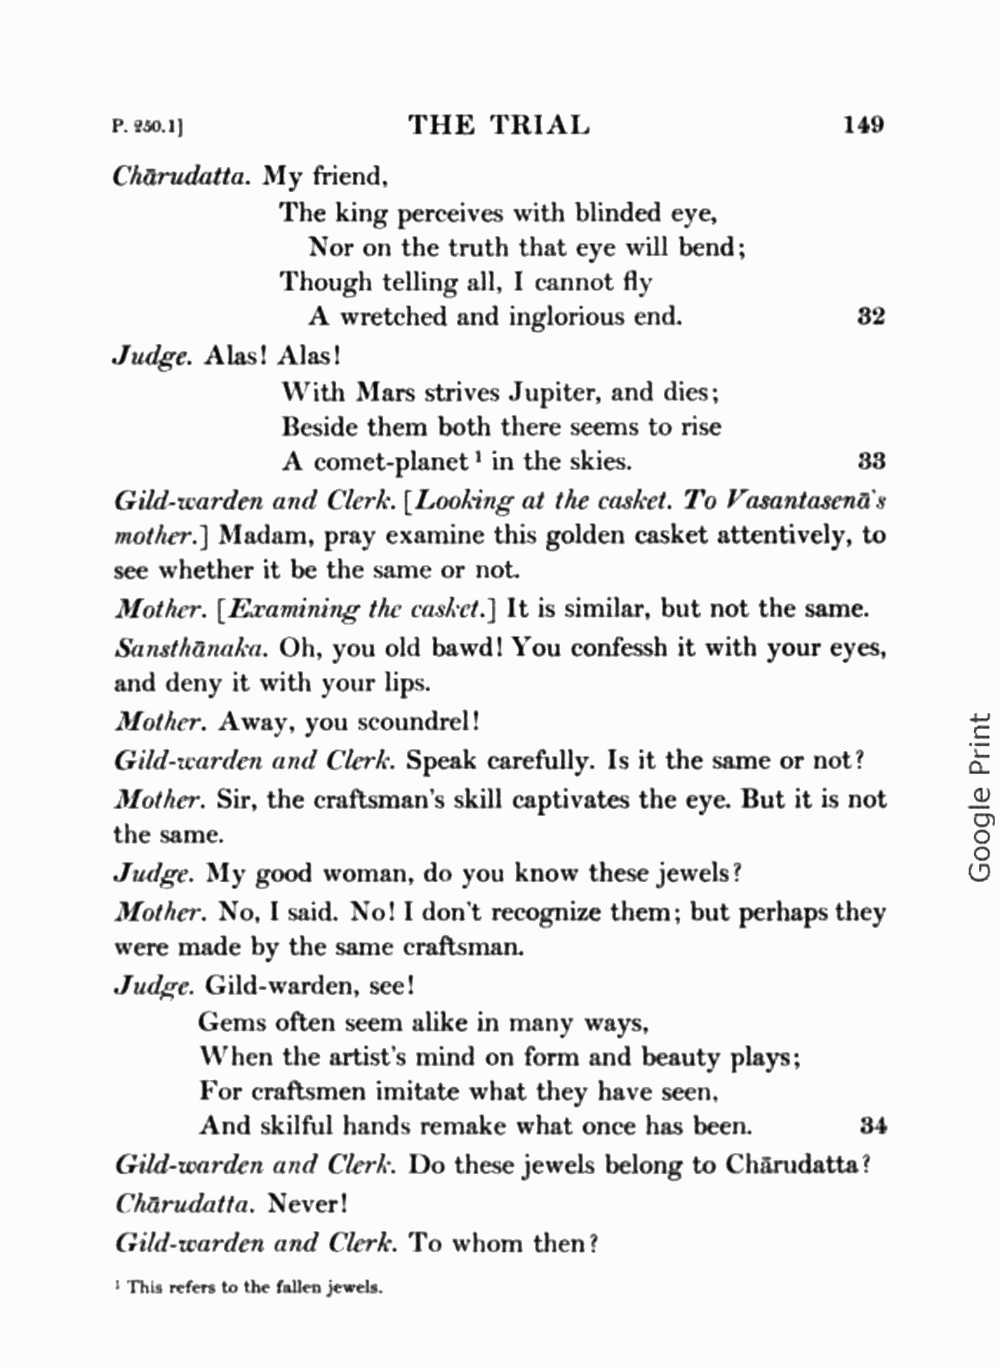 P. 250.1] THE TRIAL 149
Chārudatta. My friend,
The king perceives with blinded eye,
Nor on the truth that eye will bend;
Though telling all, I cannot fly
A wretched and inglorious end. 32
Judge. Alas! Alas!
With Mars strives Jupiter, and dies;
Beside them both there seems to rise
A comet-planet ¹ in the skies. 33
Gild-warden and Clerk. [Looking at the casket. To Vasantasenā's
mother.] Madam, pray examine this golden casket attentively, to
see whether it be the same or not.
Mother. [Examining the casket.] It is similar, but not the same.
Sansthānaka. Oh, you old bawd! You confessh it with your eyes,
and deny it with your lips.
Mother. Away, you scoundrel!
Gild-warden and Clerk. Speak carefully. Is it the same or not?
Mother. Sir, the craftsman's skill captivates the eye. But it is not
the same.
Judge. My good woman, do you know these jewels?
Mother. No, I said. No! I don't recognize them; but perhaps they
were made by the same craftsman.
Judge. Gild-warden, see!
Gems often seem alike in many ways,
When the artist's mind on form and beauty plays;
For craftsmen imitate what they have seen,
And skilful hands remake what once has been. 34
Gild-warden and Clerk. Do these jewels belong to Chārudatta?
Chārudatta. Never!
Gild-warden and Clerk. To whom then?
¹ This refers to the fallen jewels.
Google Print